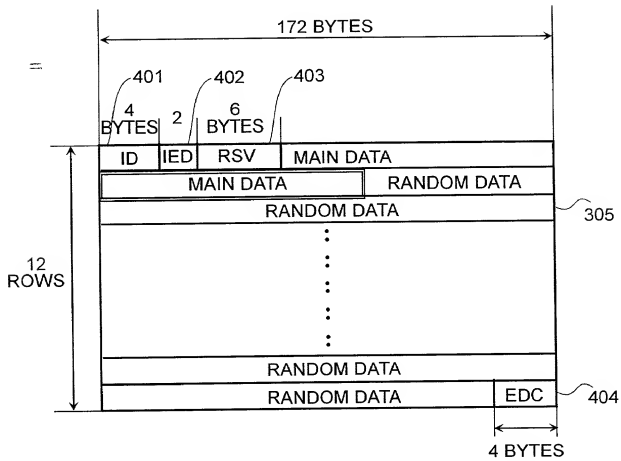 172 BYTES
=
401
402
403
4
BYTES
2
6
BYTES
ID
IED
RSV
MAIN DATA
MAIN DATA
RANDOM DATA
RANDOM DATA
305
12
ROWS
RANDOM DATA
RANDOM DATA
EDC
404
4 BYTES